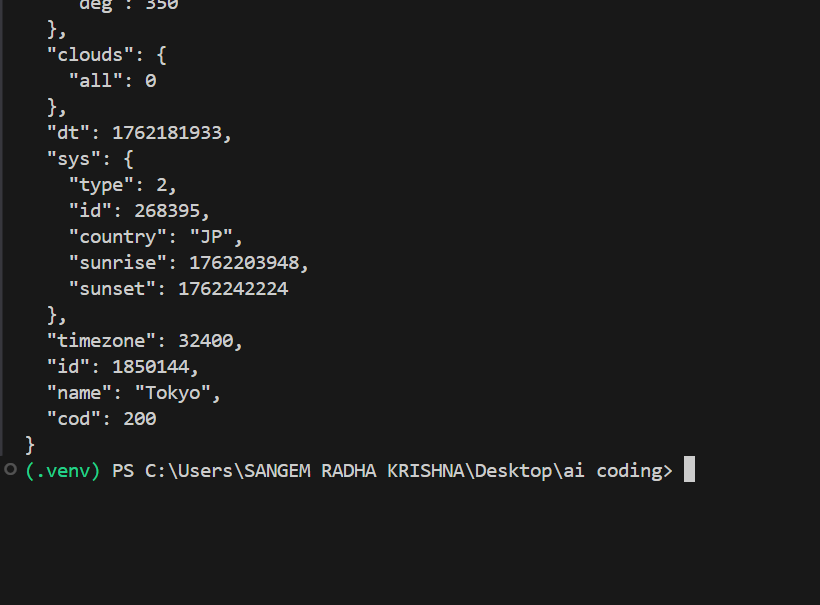 "deg": 350
},
"clouds": {
"all": 0
},
"dt": 1762181933,
"sys": {
"type": 2,
"id": 268395,
"country": "JP",
"sunrise": 1762203948,
"sunset": 1762242224
},
"timezone": 32400,
"id": 1850144,
"name": "Tokyo",
"cod": 200
}
(.venv) PS C:\Users\SANGEM RADHA KRISHNA\Desktop\ai coding>